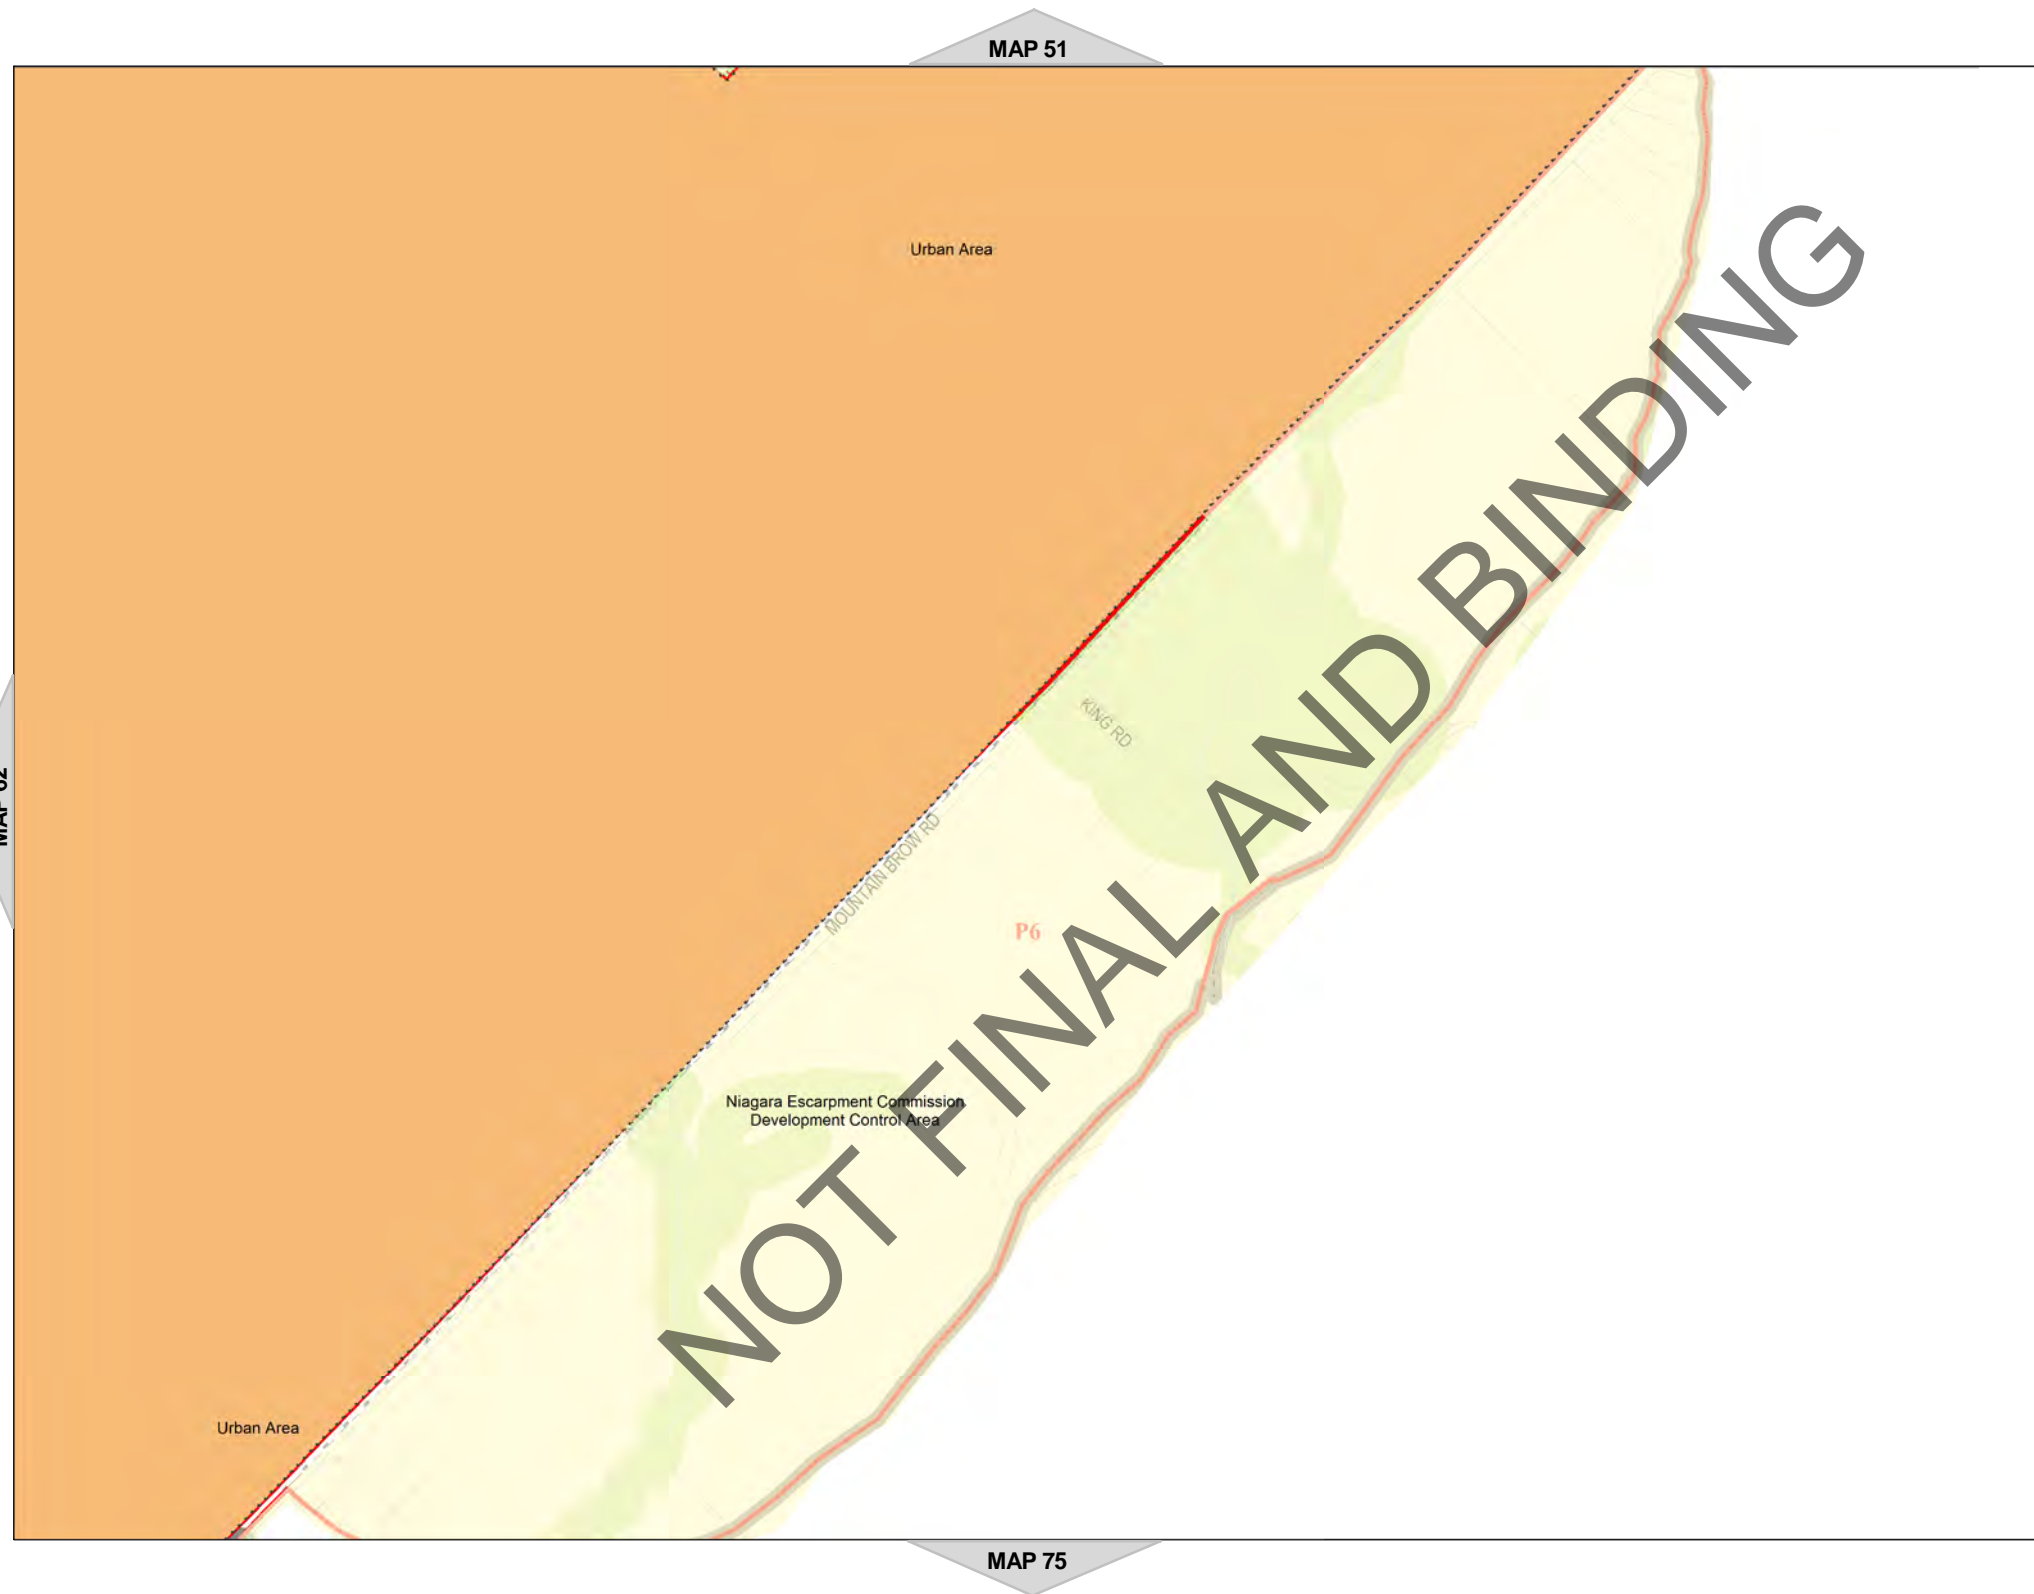 MAP 51
Urban Area
KING RD
MOUNTAIN BROW RD
P6
Niagara Escarpment Commission
Development Control Area
NOT FINAL AND BINDING
Urban Area
MAP 75
MAP